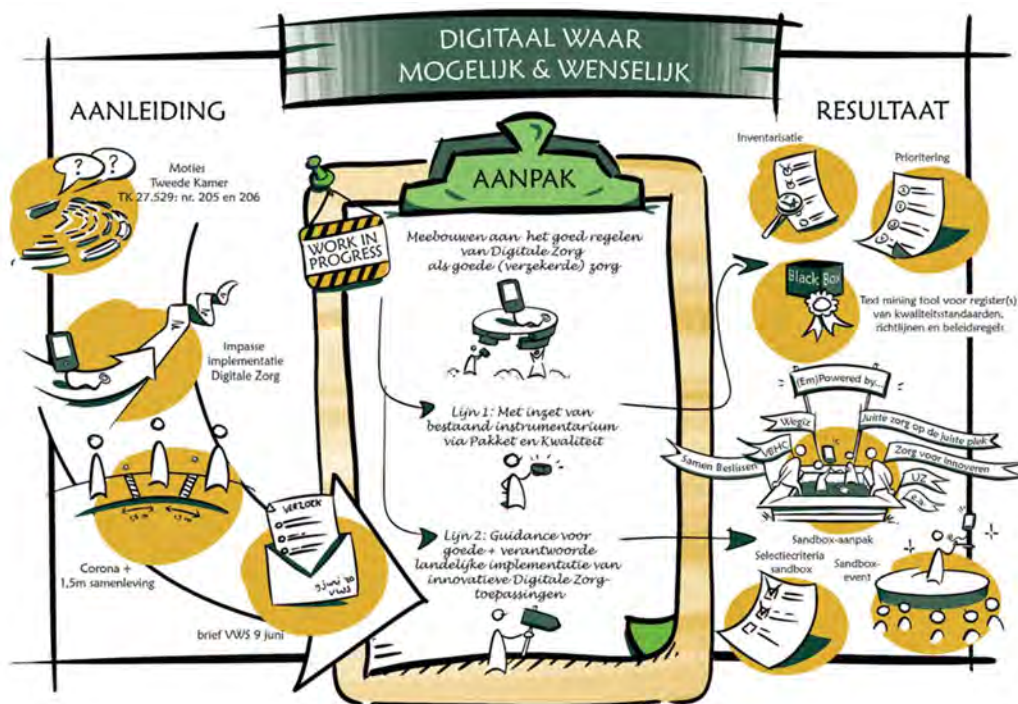 DIGITAAL WAAR
MOGELIJK & WENSELIJK
AANLEIDING
? ?
Moties
Tweede Kamer
TK 27.529: nr. 205 en 206
Impasse
implementatie
Digitale Zorg
Corona +
1,5m samenleving
VERZOEK
9 juni '20
VWS
brief VWS 9 juni
WORK IN
PROGRESS
AANPAK
Meebouwen aan het goed regelen
van Digitale Zorg
als goede (verzekerde) zorg
Lijn 1: Met inzet van
bestaand instrumentarium
via Pakket en Kwaliteit
Lijn 2: Guidance voor
goede + verantwoorde
landelijke implementatie van
innovatieve Digitale Zorg-
toepassingen
RESULTAAT
Inventarisatie
Prioritering
Black Box
Text mining tool voor register(s)
van kwaliteitsstandaarden,
richtlijnen en beleidsregels
(Em)Powered by...
Wegiz
VBHC
Samen Beslissen
Juiste zorg op de juiste plek
Zorg voor innoveren
UZ
e.a.
Sandbox-aanpak
Selectiecriteria
sandbox
Sandbox-
event